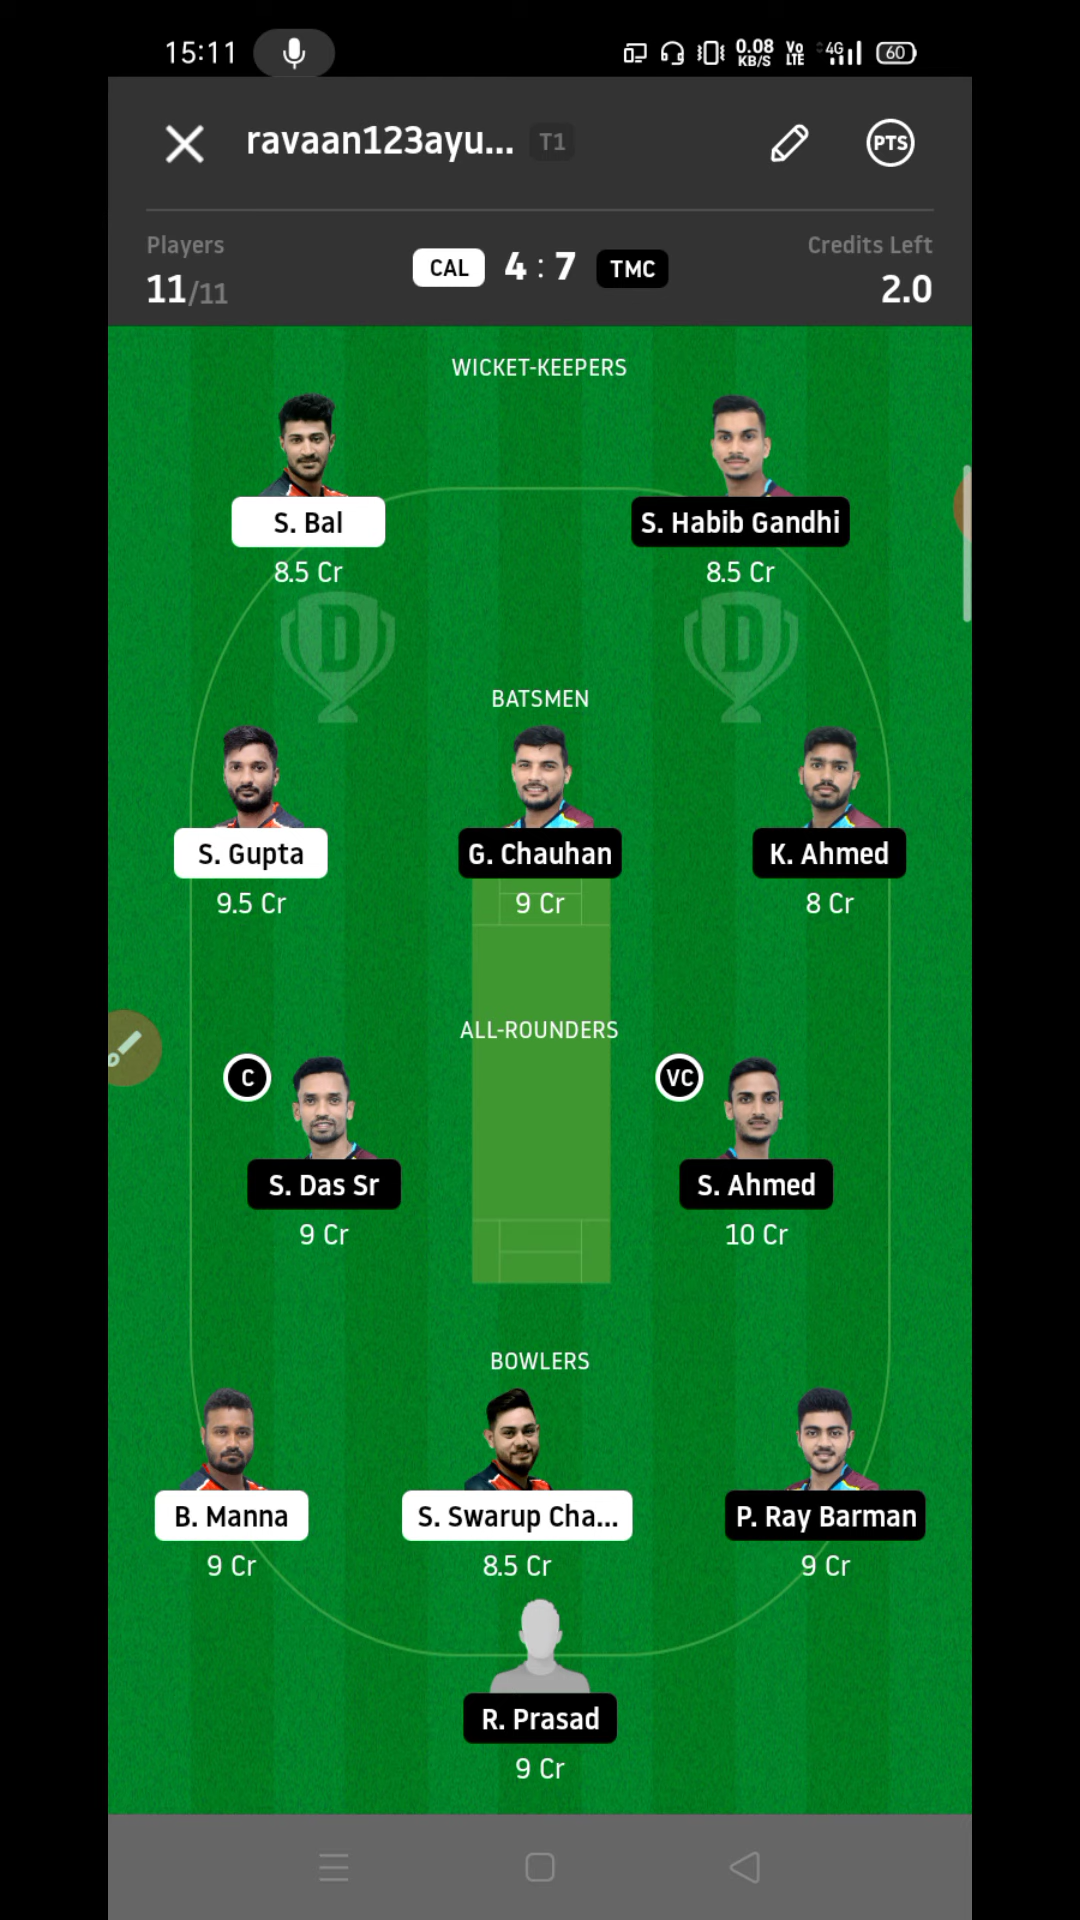 15:11 0.08 KB/S Vo LTE 4G 60
ravaan123ayu... T1 PTS
Players CAL 4 : 7 TMC Credits Left
11/11 2.0
WICKET-KEEPERS
S. Bal S. Habib Gandhi
8.5 Cr 8.5 Cr
D D
BATSMEN
S. Gupta G. Chauhan K. Ahmed
9.5 Cr 9 Cr 8 Cr
ALL-ROUNDERS
C VC
S. Das Sr S. Ahmed
9 Cr 10 Cr
BOWLERS
B. Manna S. Swarup Cha... P. Ray Barman
9 Cr 8.5 Cr 9 Cr
R. Prasad
9 Cr